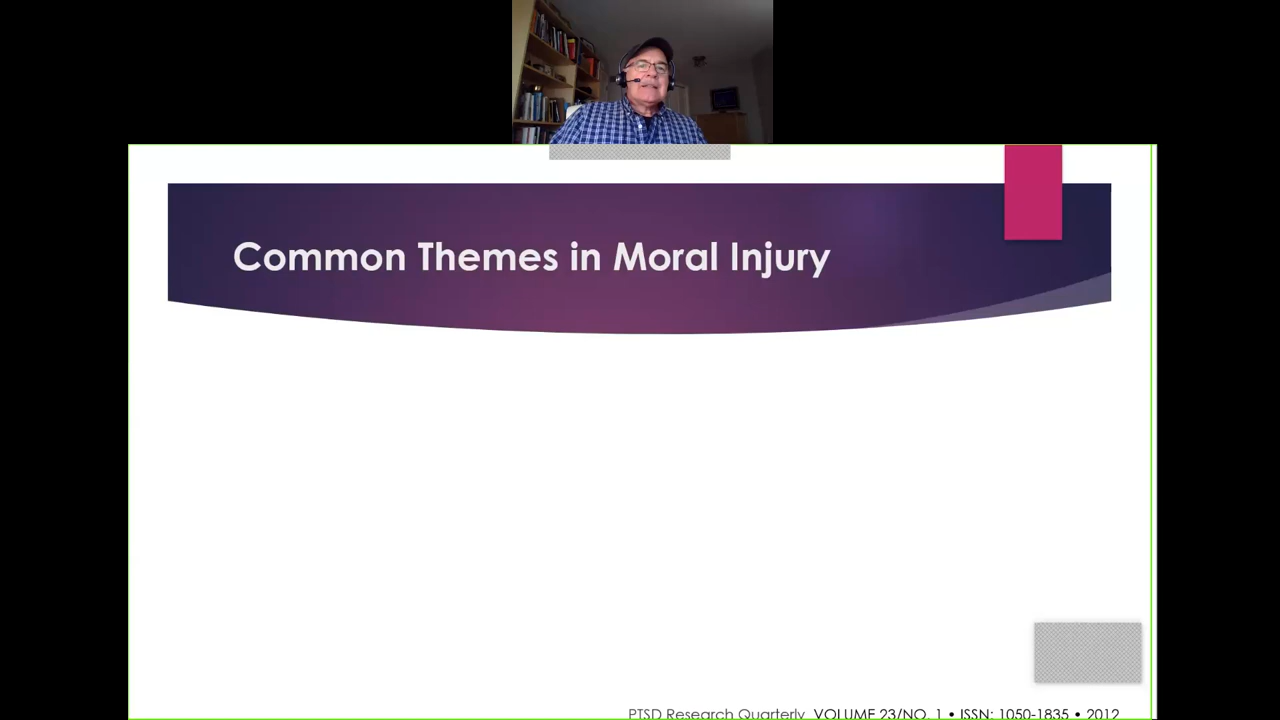 Common Themes in Moral Injury
PTSD Research Quarterly VOLUME 23/NO. 1 • ISSN: 1050-1835 • 2012